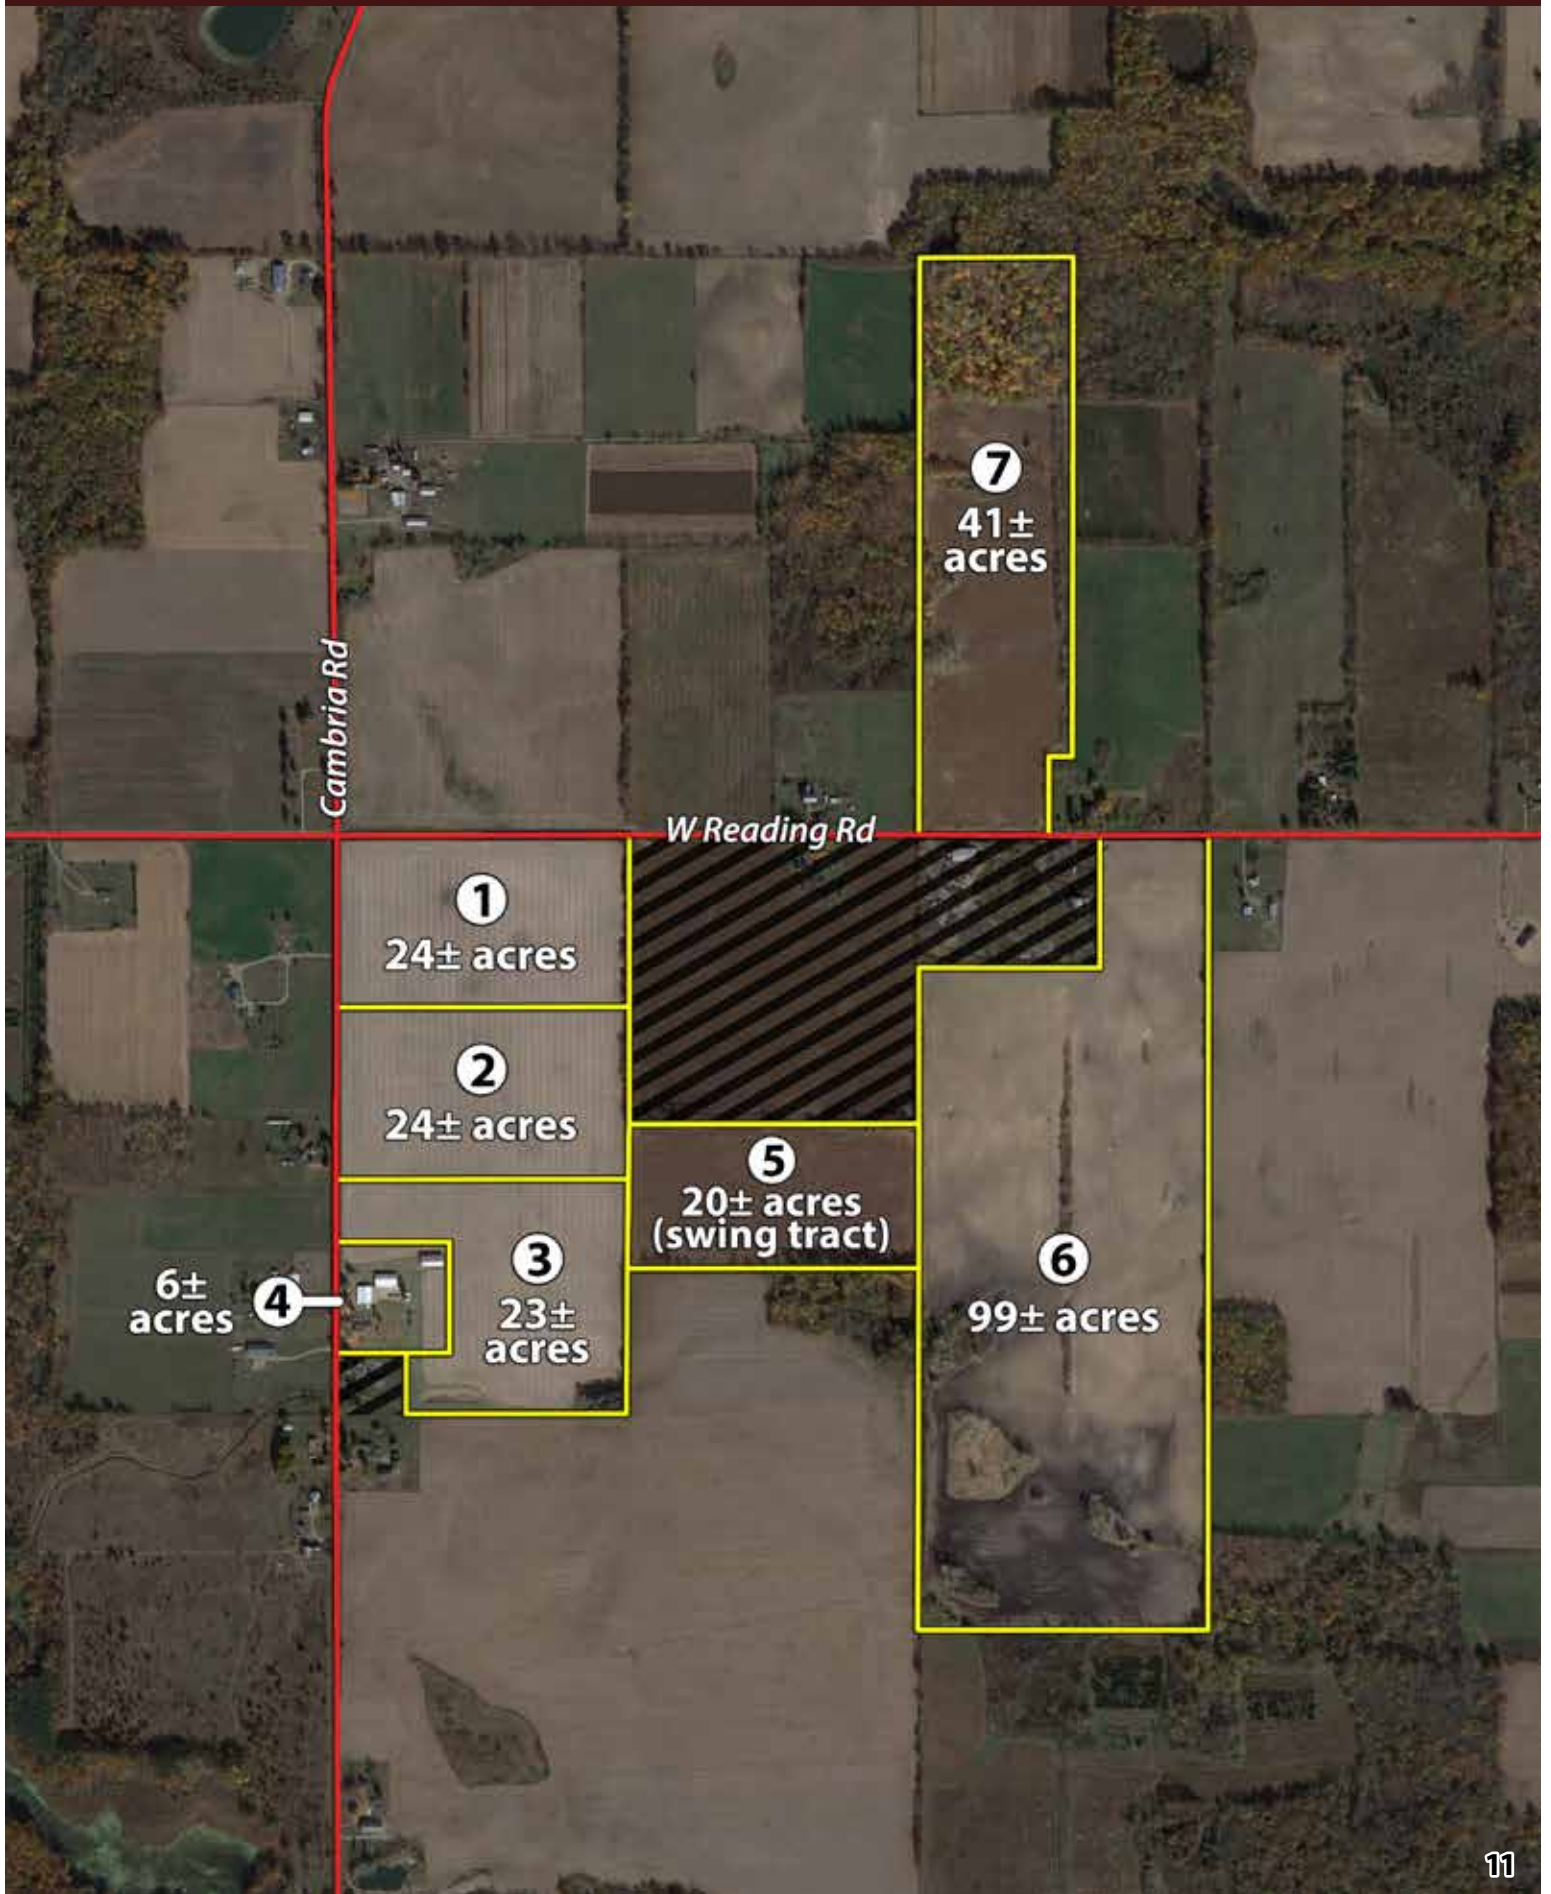 7
41±
acres
Cambria Rd
W Reading Rd
1
24± acres
2
24± acres
5
20± acres
(swing tract)
3
23±
acres
6±
acres
4
6
99± acres
11